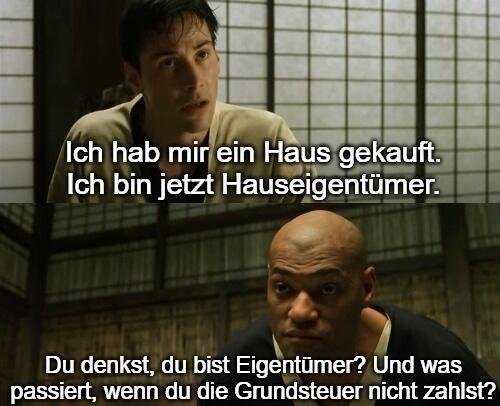 Ich hab mir ein Haus gekauft.
Ich bin jetzt Hauseigentümer.
Du denkst, du bist Eigentümer? Und was
passiert, wenn du die Grundsteuer nicht zahlst?